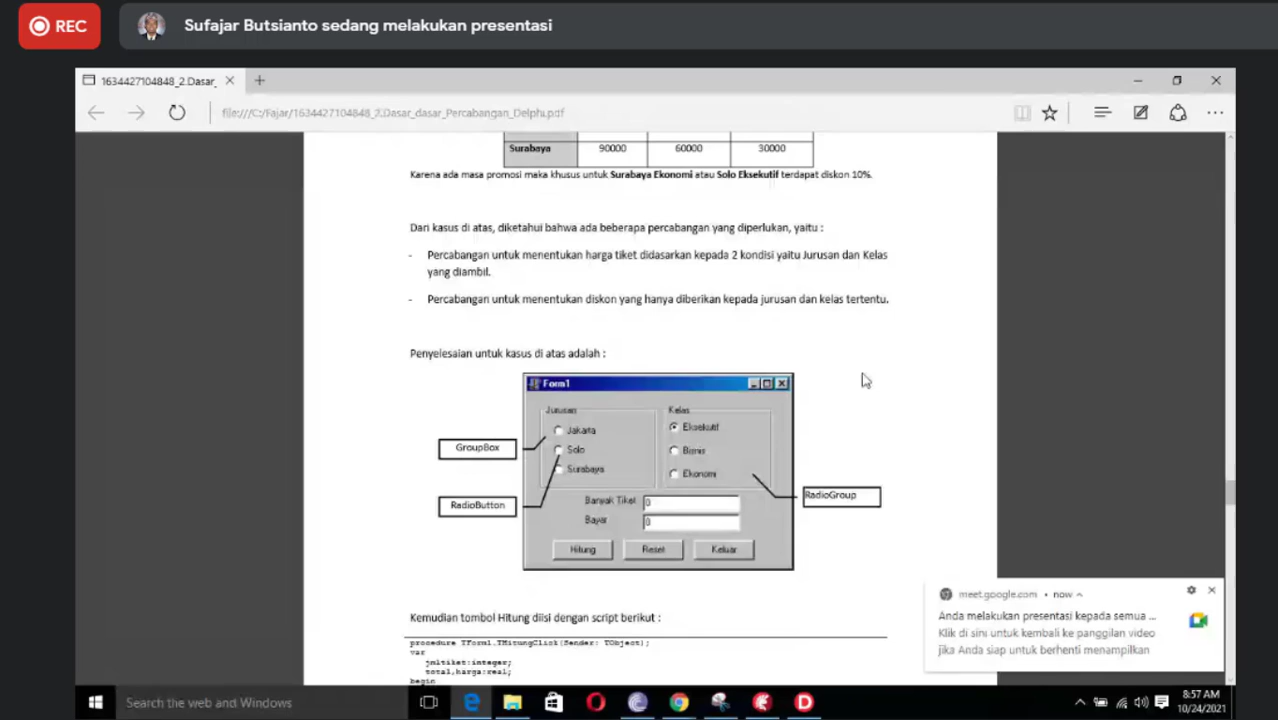 REC
Sufajar Butsianto sedang melakukan presentasi
1634427104848_2.Dasar_
file:///C:/Fajar/1634427104848_2.Dasar_dasar_Percabangan_Delphi.pdf
Surabaya 90000 60000 30000
Karena ada masa promosi maka khusus untuk Surabaya Ekonomi atau Solo Eksekutif terdapat diskon 10%.
Dari kasus di atas, diketahui bahwa ada beberapa percabangan yang diperlukan, yaitu :
- Percabangan untuk menentukan harga tiket didasarkan kepada 2 kondisi yaitu Jurusan dan Kelas
yang diambil.
- Percabangan untuk menentukan diskon yang hanya diberikan kepada jurusan dan kelas tertentu.
Penyelesaian untuk kasus di atas adalah :
Form1
Jurusan Kelas
Jakarta Eksekutif
GroupBox Solo Bisnis
Surabaya Ekonomi
RadioButton Banyak Tiket 0 RadioGroup
Bayar 0
Hitung Reset Keluar
Kemudian tombol Hitung diisi dengan script berikut :
procedure TForm1.THitungClick(Sender: TObject);
var
jmltiket:integer;
total,harga:real;
begin
meet.google.com • now
Anda melakukan presentasi kepada semua ...
Klik di sini untuk kembali ke panggilan video
jika Anda siap untuk berhenti menampilkan
Search the web and Windows
8:57 AM
10/24/2021